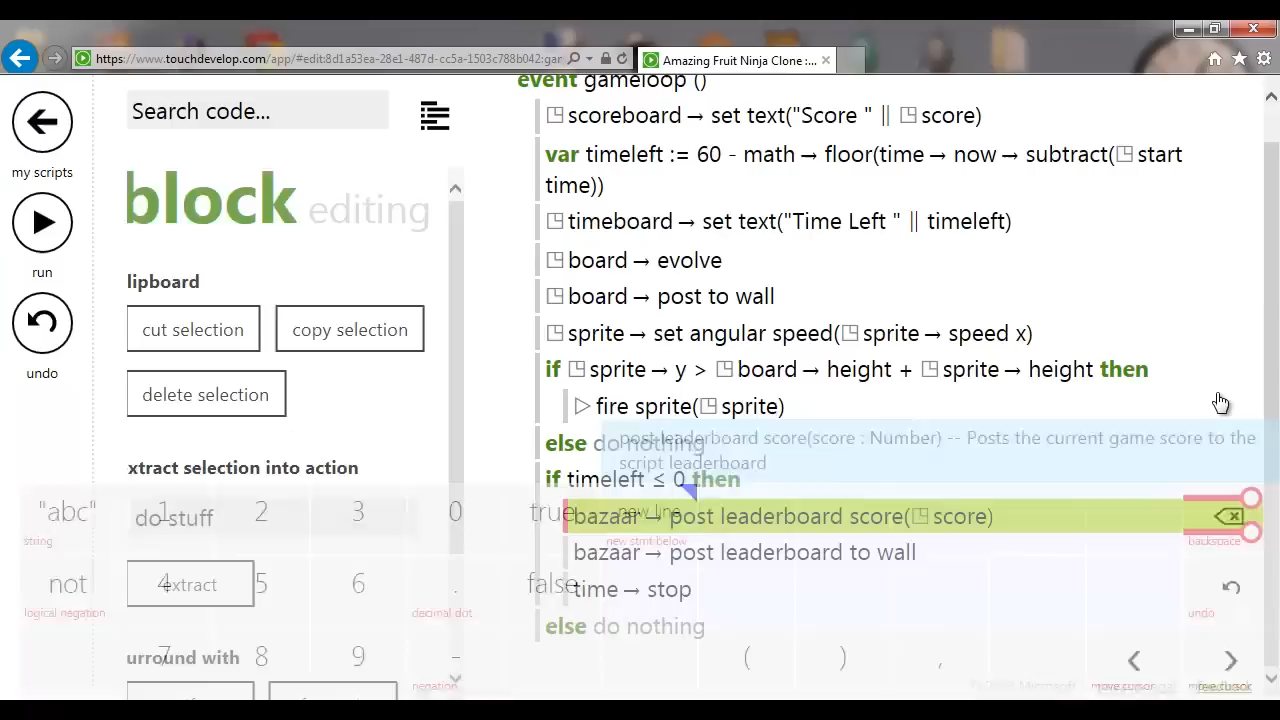 https://www.touchdevelop.com/app/#edit:8d1a53ea-28e1-487d-cc5a-1503c788b042:gar
Amazing Fruit Ninja Clone :...
my scripts
run
undo
Search code...
block editing
lipboard
cut selection
copy selection
delete selection
xtract selection into action
do stuff
extract
urround with
event gameloop ()
scoreboard → set text("Score " || score)
var timeleft := 60 - math → floor(time → now → subtract(start
time))
timeboard → set text("Time Left " || timeleft)
board → evolve
board → post to wall
sprite → set angular speed(sprite → speed x)
if sprite → y > board → height + sprite → height then
fire sprite(sprite)
else do nothing
if timeleft ≤ 0 then
bazaar → post leaderboard score(score)
bazaar → post leaderboard to wall
time → stop
else do nothing
post leaderboard score(score : Number) -- Posts the current game score to the
script leaderboard
"abc" 1 2 3 0 true
string
new line
new stmt below
backspace
not 4 5 6 . false
logical negation
decimal dot
undo
7 8 9 - ( ) ,
negation
move cursor
feedback